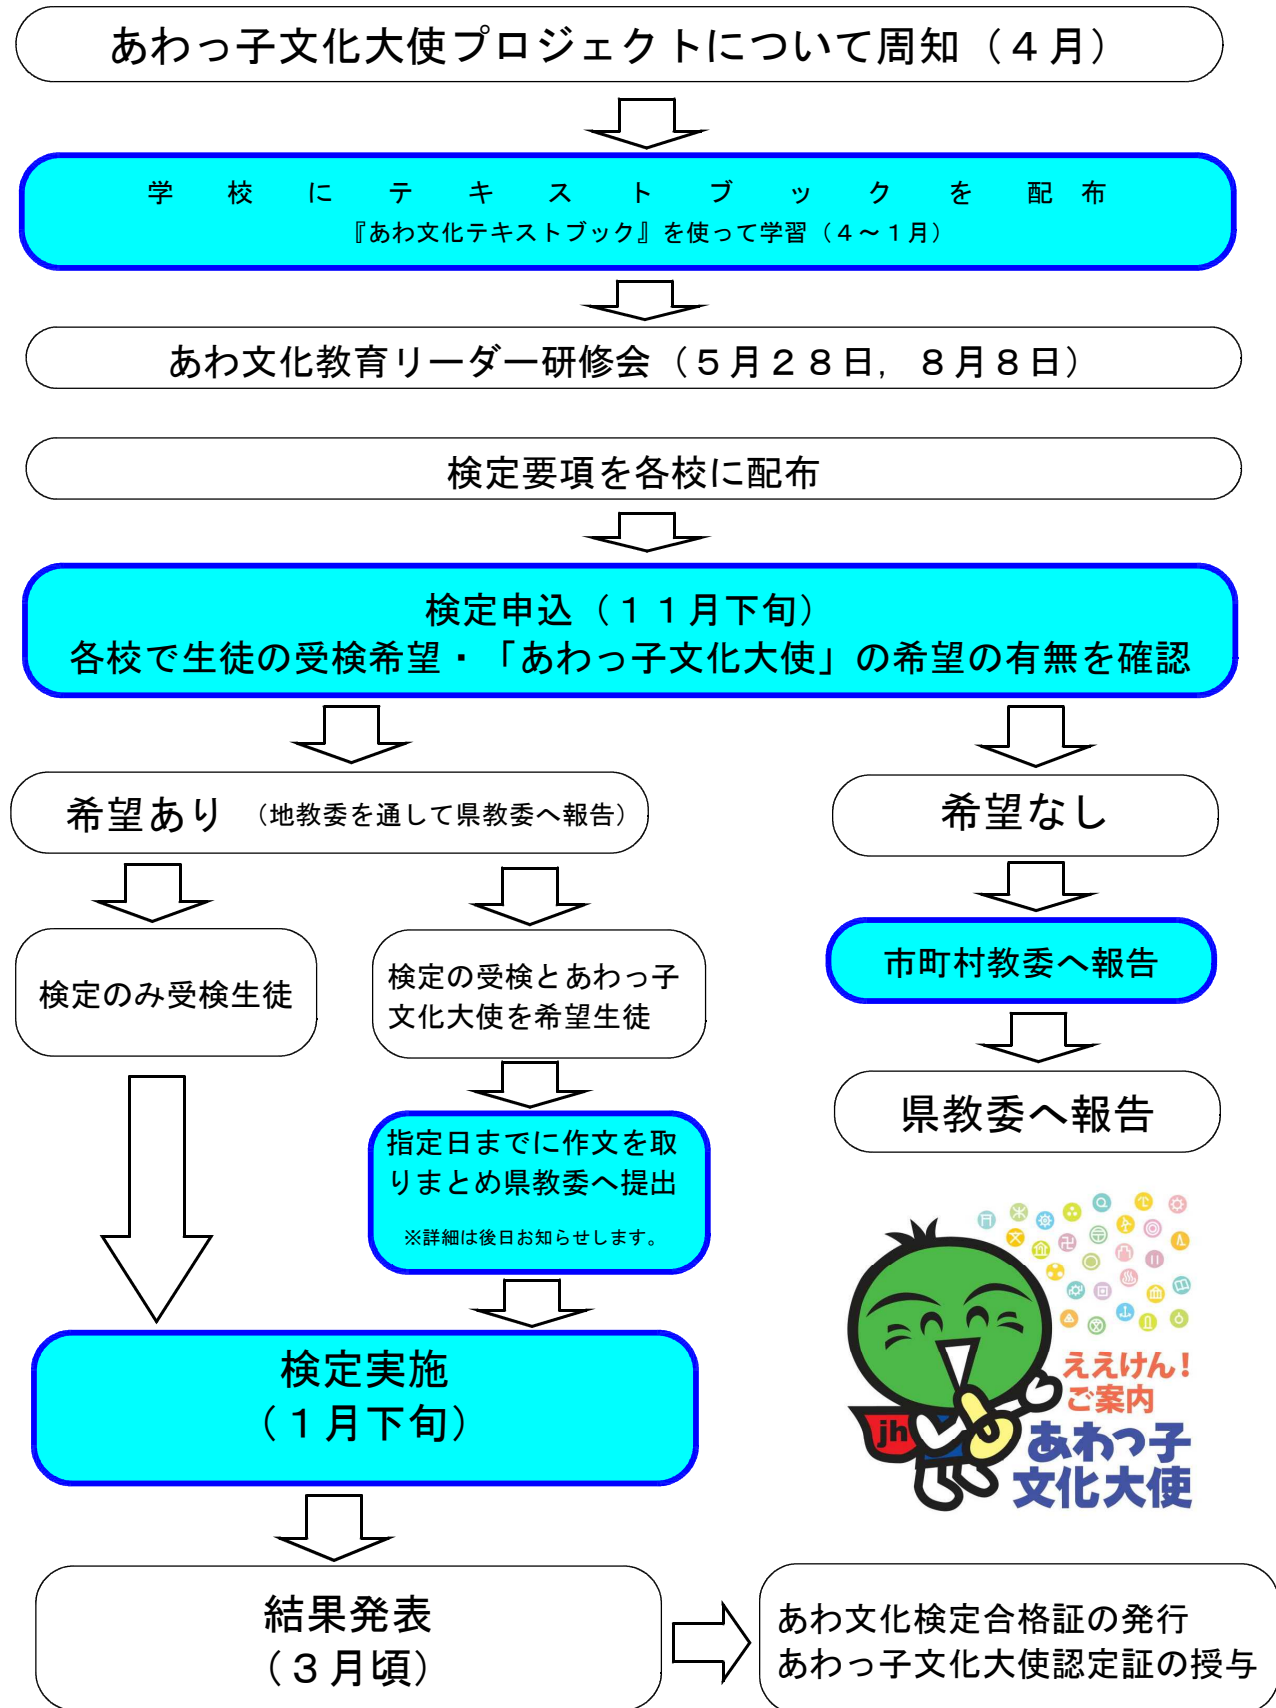 あわっ子文化大使プロジェクトについて周知（４月）
学校にテキストブックを配布
『あわ文化テキストブック』を使って学習（４～１月）
あわ文化教育リーダー研修会（５月２８日，８月８日）
検定要項を各校に配布
検定申込（１１月下旬）
各校で生徒の受検希望・「あわっ子文化大使」の希望の有無を確認
希望あり（地教委を通して県教委へ報告）
希望なし
検定のみ受検生徒
検定の受検とあわっ子
文化大使を希望生徒
市町村教委へ報告
県教委へ報告
指定日までに作文を取
りまとめ県教委へ提出
※詳細は後日お知らせします。
検定実施
（１月下旬）
jh
ええけん！
ご案内
あわっ子
文化大使
結果発表
（３月頃）
あわ文化検定合格証の発行
あわっ子文化大使認定証の授与